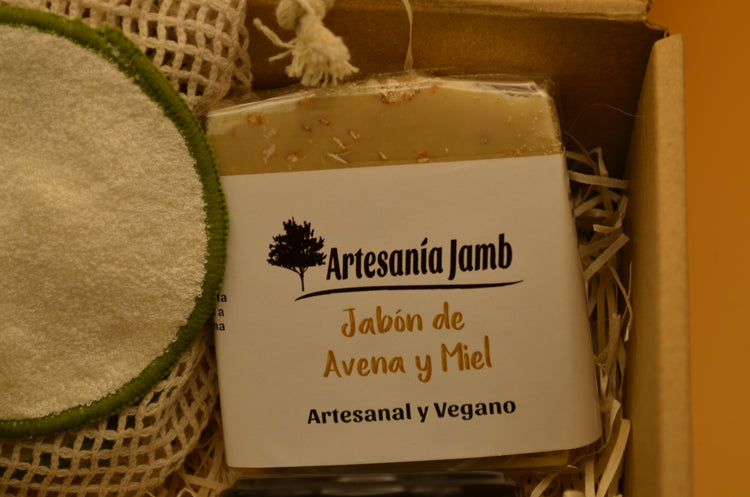 Artesanía Jamb
Jabón de
Avena y Miel
Artesanal y Vegano